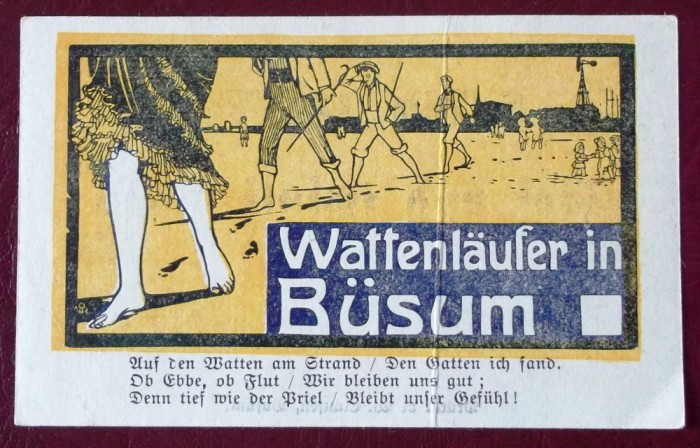 Wattenläufer in
Büsum
Auf den Watten am Strand / Den Gatten ich fand.
Ob Ebbe, ob Flut / Wir bleiben uns gut ;
Denn tief wie der Priel / Bleibt unser Gefühl !